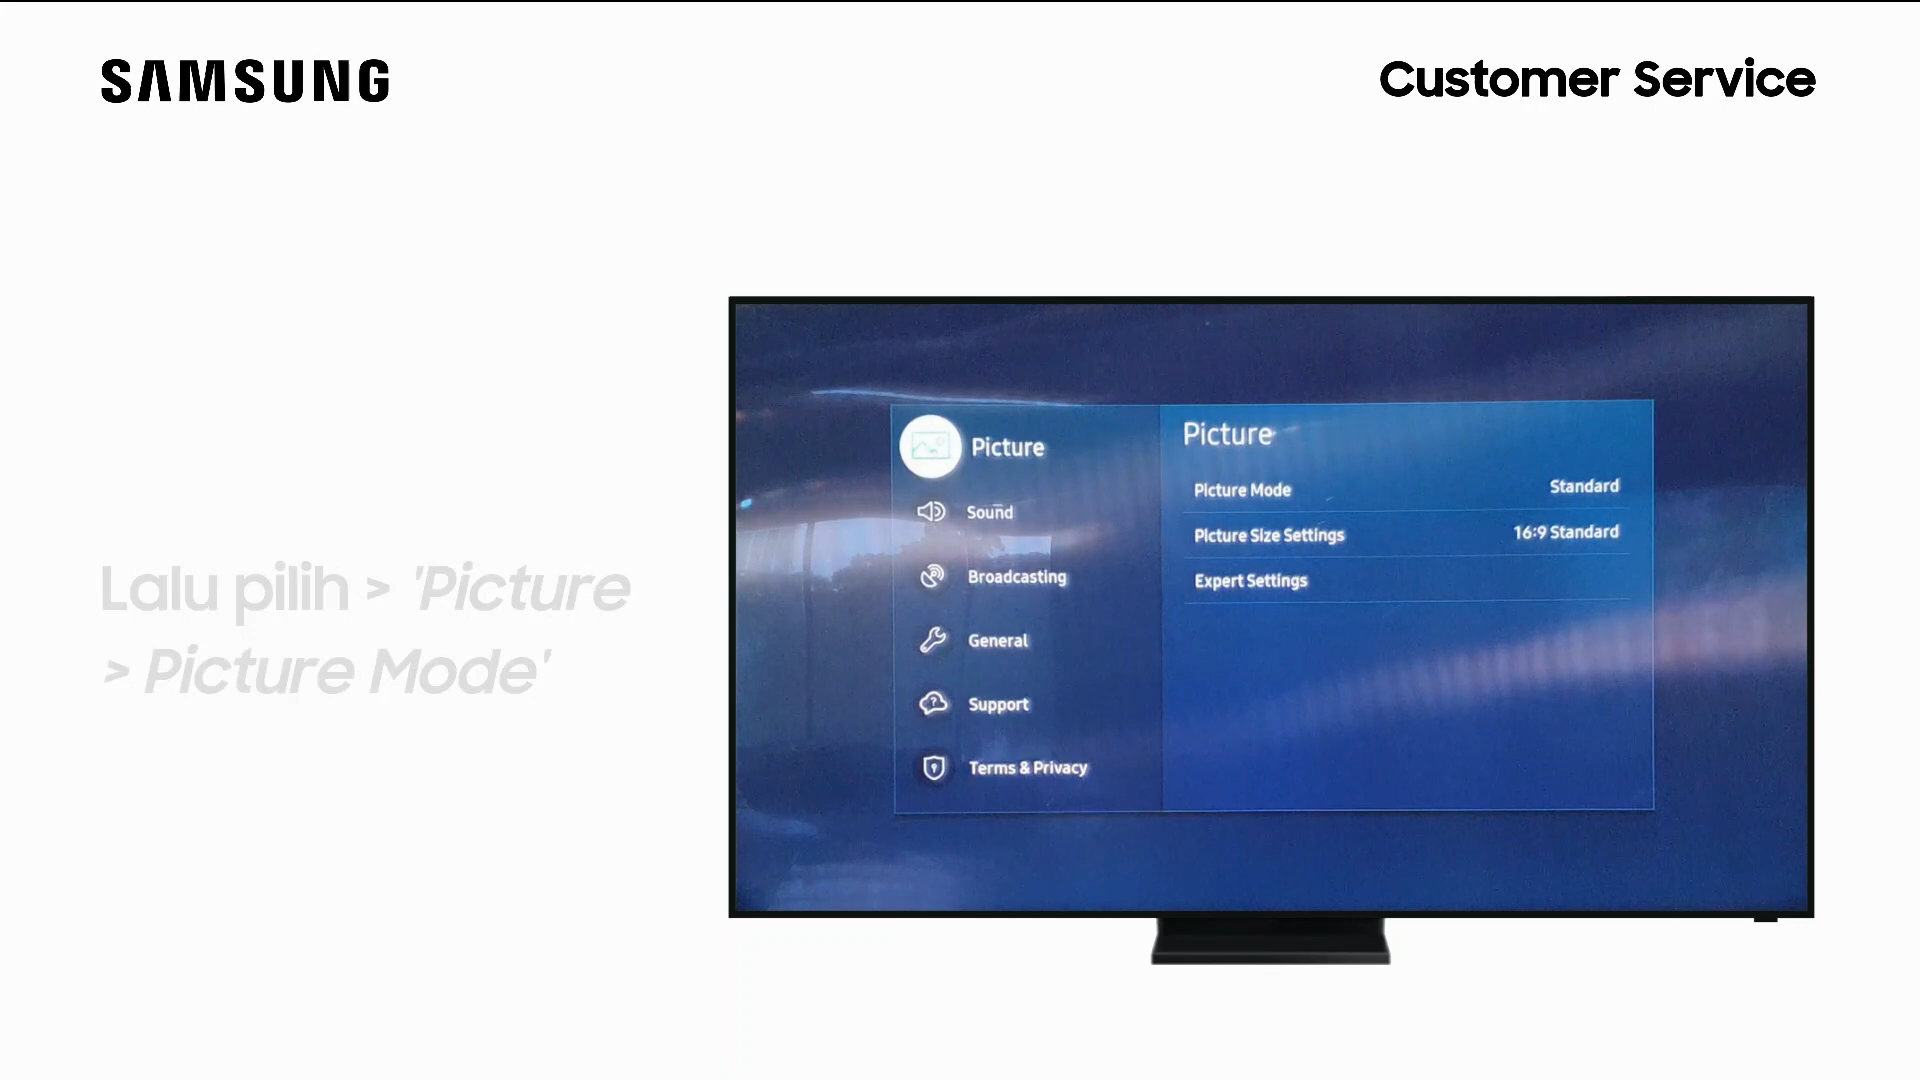 SAMSUNG
Customer Service
Lalu pilih > 'Picture
> Picture Mode'
Picture
Sound
Broadcasting
General
Support
Terms & Privacy
Picture
Picture Mode Standard
Picture Size Settings 16:9 Standard
Expert Settings